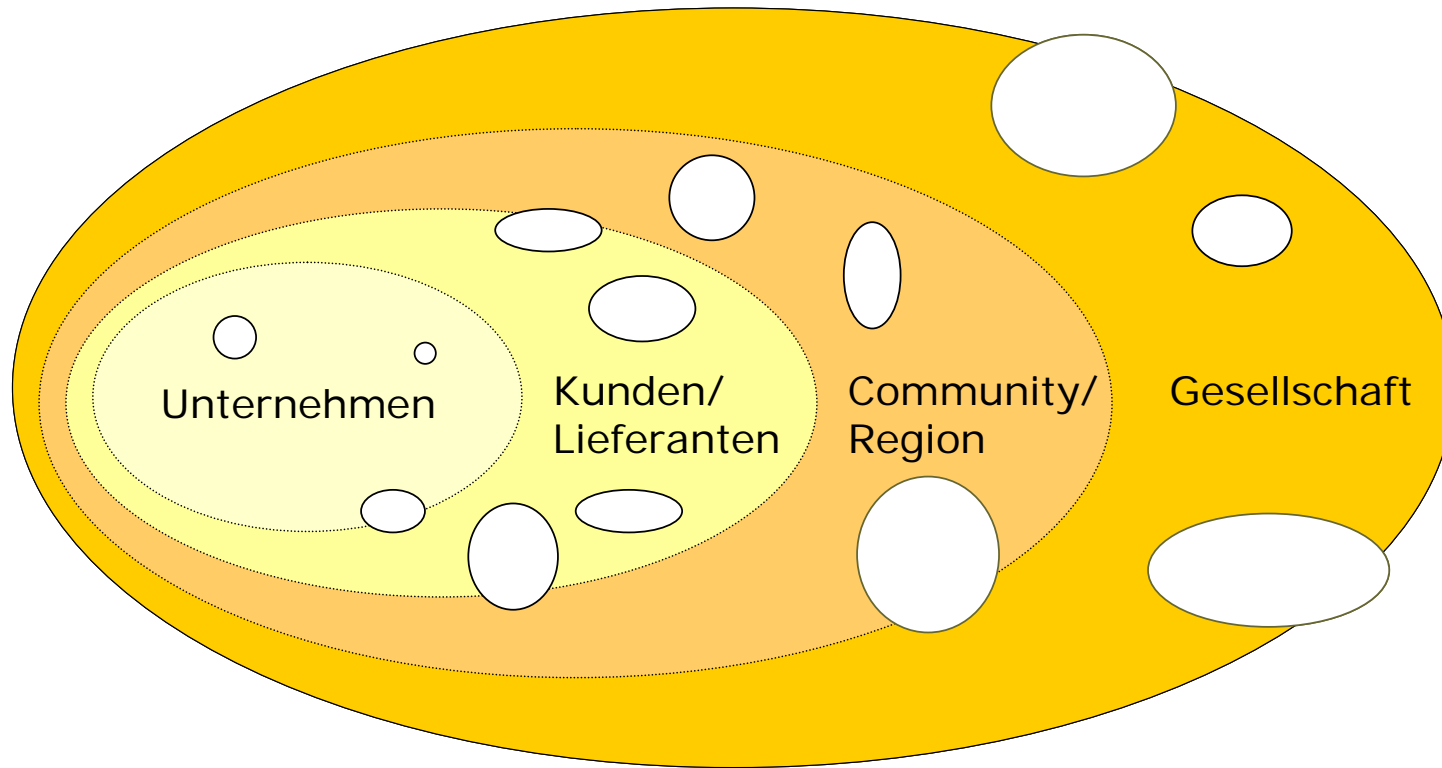 Unternehmen
Kunden/
Lieferanten
Community/
Region
Gesellschaft